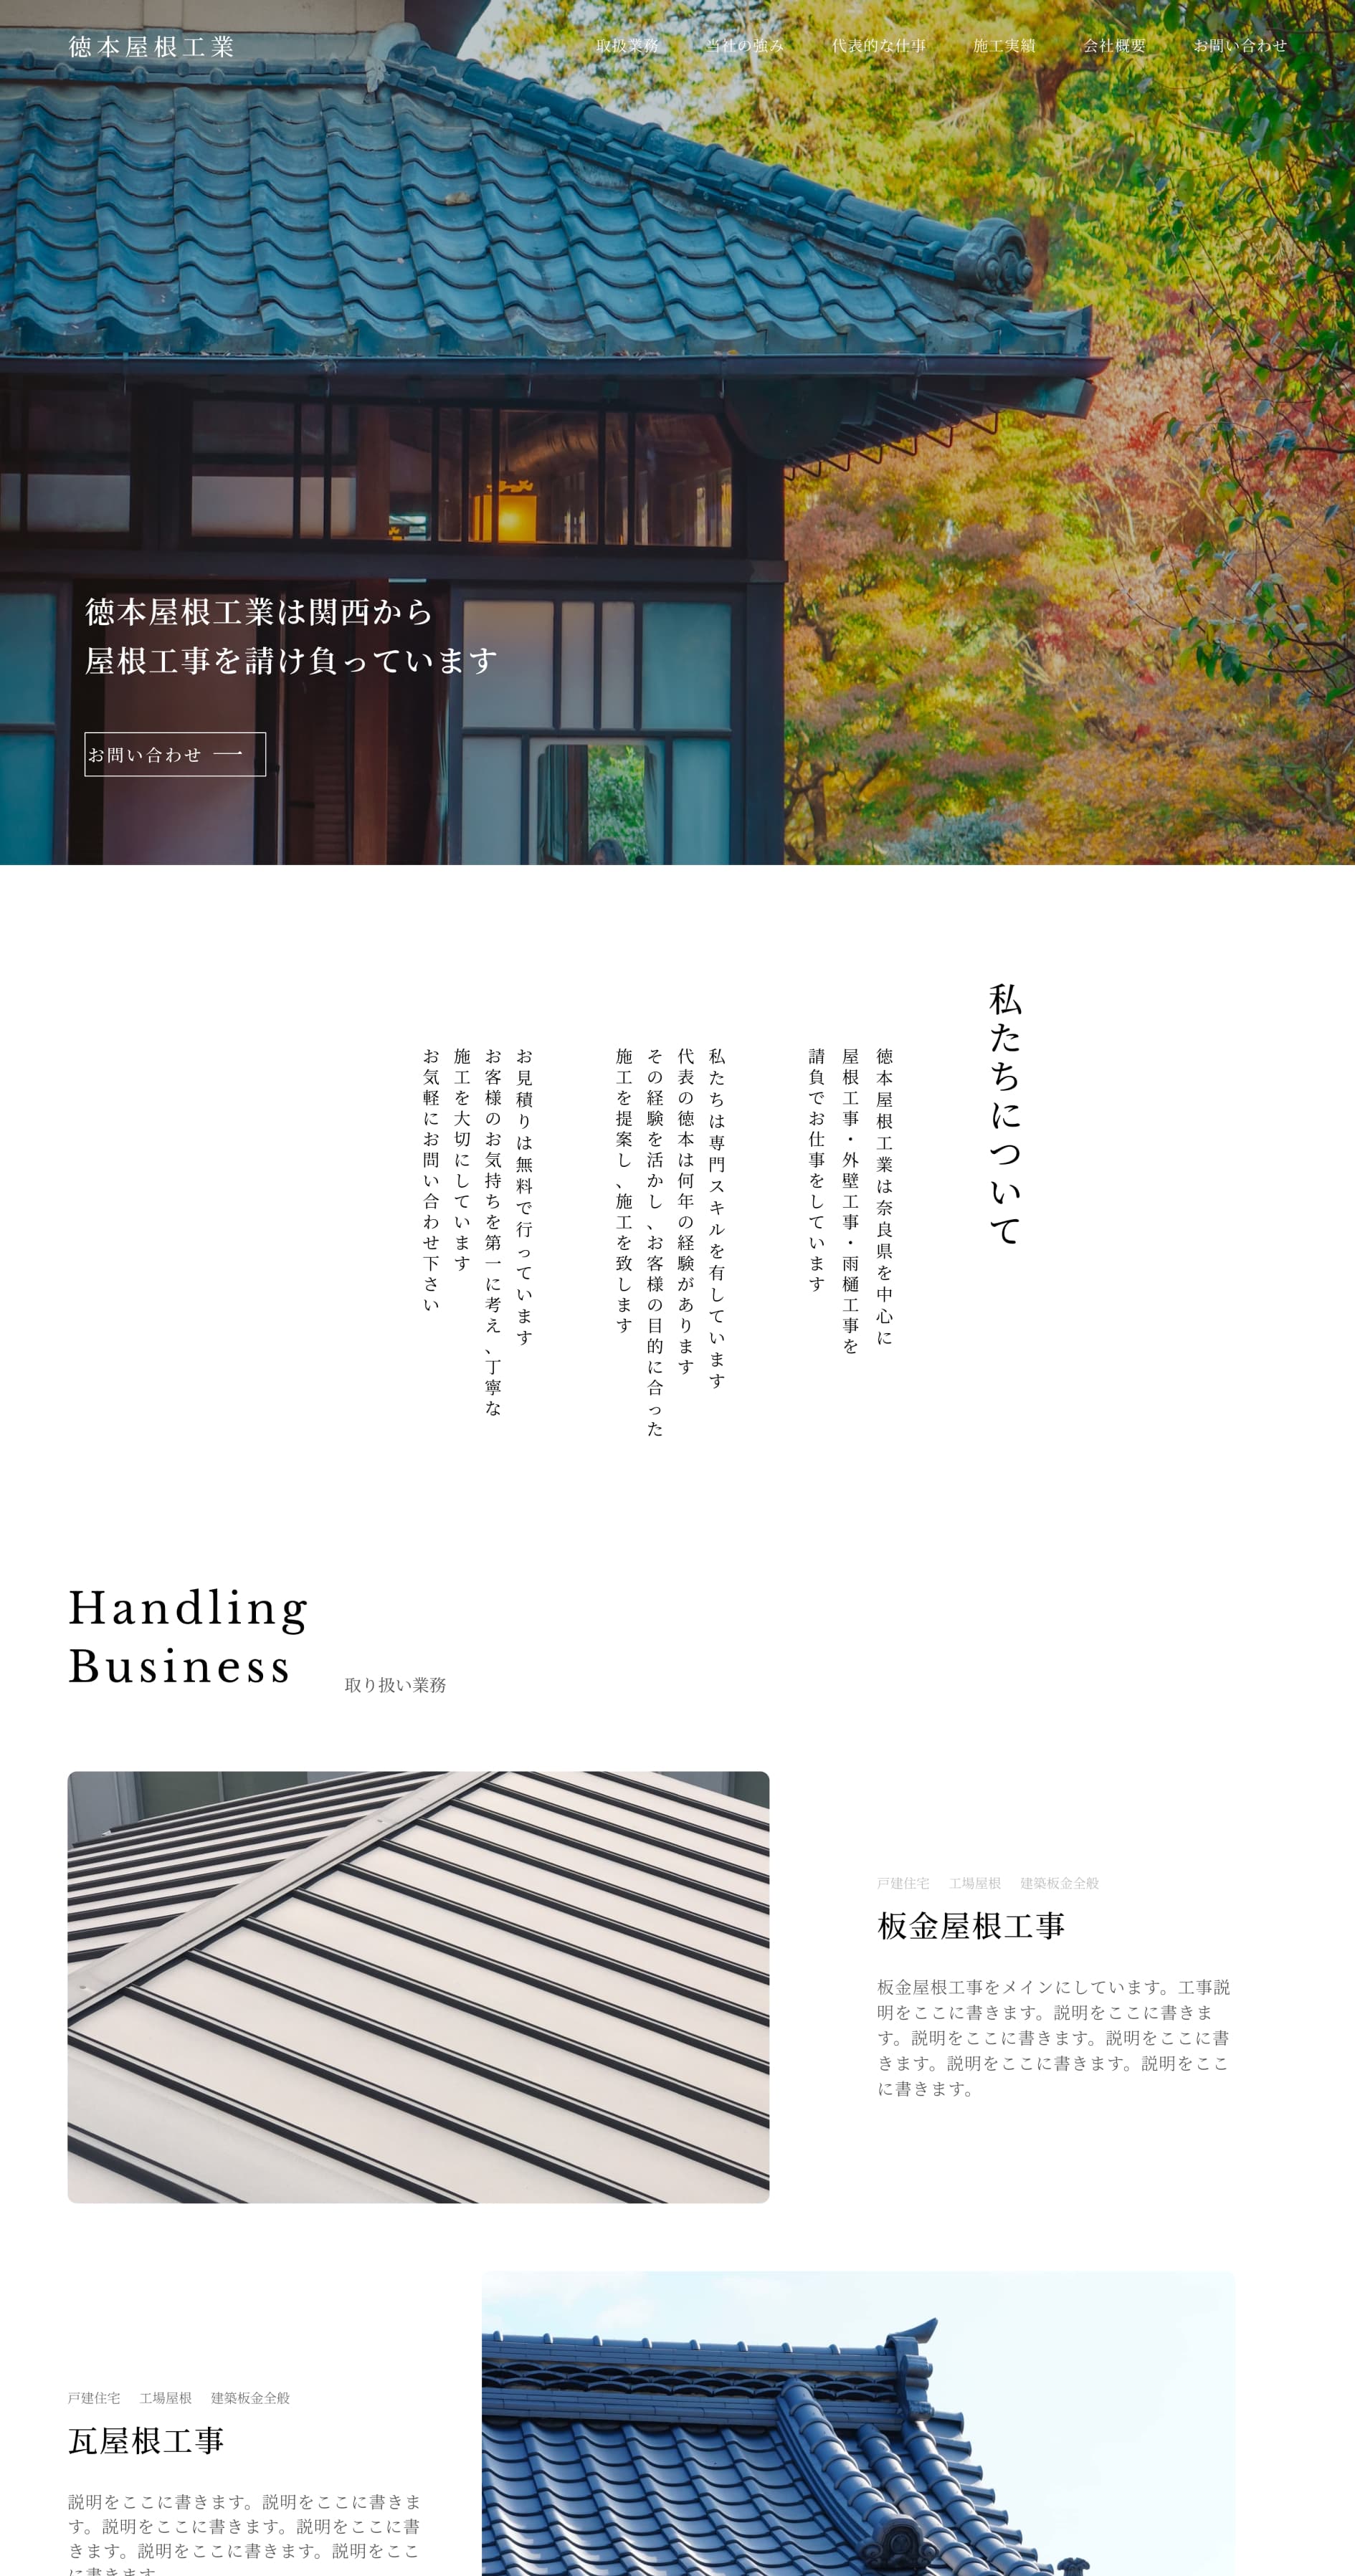 徳本屋根工業
取扱業務 当社の強み 代表的な仕事 施工実績 会社概要 お問い合わせ
徳本屋根工業は関西から
屋根工事を請け負っています
お問い合わせ
私たちについて
徳本屋根工業は奈良県を中心に
屋根工事・外壁工事・雨樋工事を
請負でお仕事をしています
私たちは専門スキルを有しています
代表の徳本は何年の経験があります
その経験を活かし、お客様の目的に合った
施工を提案し、施工を致します
お見積りは無料で行っています
お客様のお気持ちを第一に考え、丁寧な
施工を大切にしています
お気軽にお問い合わせ下さい
Handling
Business
取り扱い業務
戸建住宅 工場屋根 建築板金全般
板金屋根工事
板金屋根工事をメインにしています。工事説
明をここに書きます。説明をここに書きま
す。説明をここに書きます。説明をここに書
きます。説明をここに書きます。説明をここ
に書きます。
戸建住宅 工場屋根 建築板金全般
瓦屋根工事
説明をここに書きます。説明をここに書きま
す。説明をここに書きます。説明をここに書
きます。説明をここに書きます。説明をここ
に書きます。